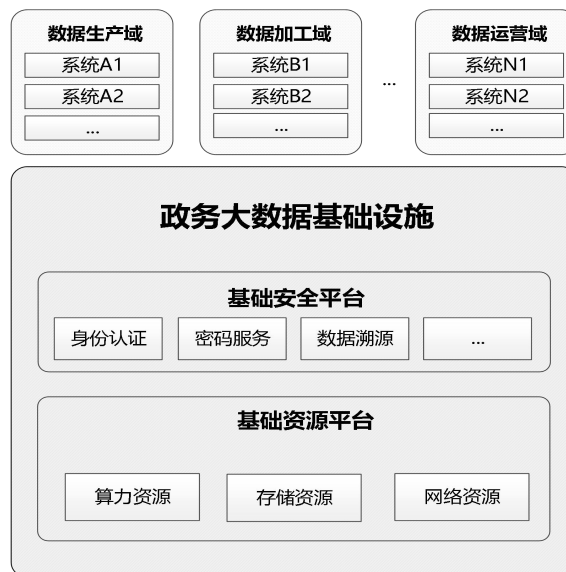 数据生产域
系统A1
系统A2
...
数据加工域
系统B1
系统B2
...
...
数据运营域
系统N1
系统N2
...
政务大数据基础设施
基础安全平台
身份认证
密码服务
数据溯源
...
基础资源平台
算力资源
存储资源
网络资源